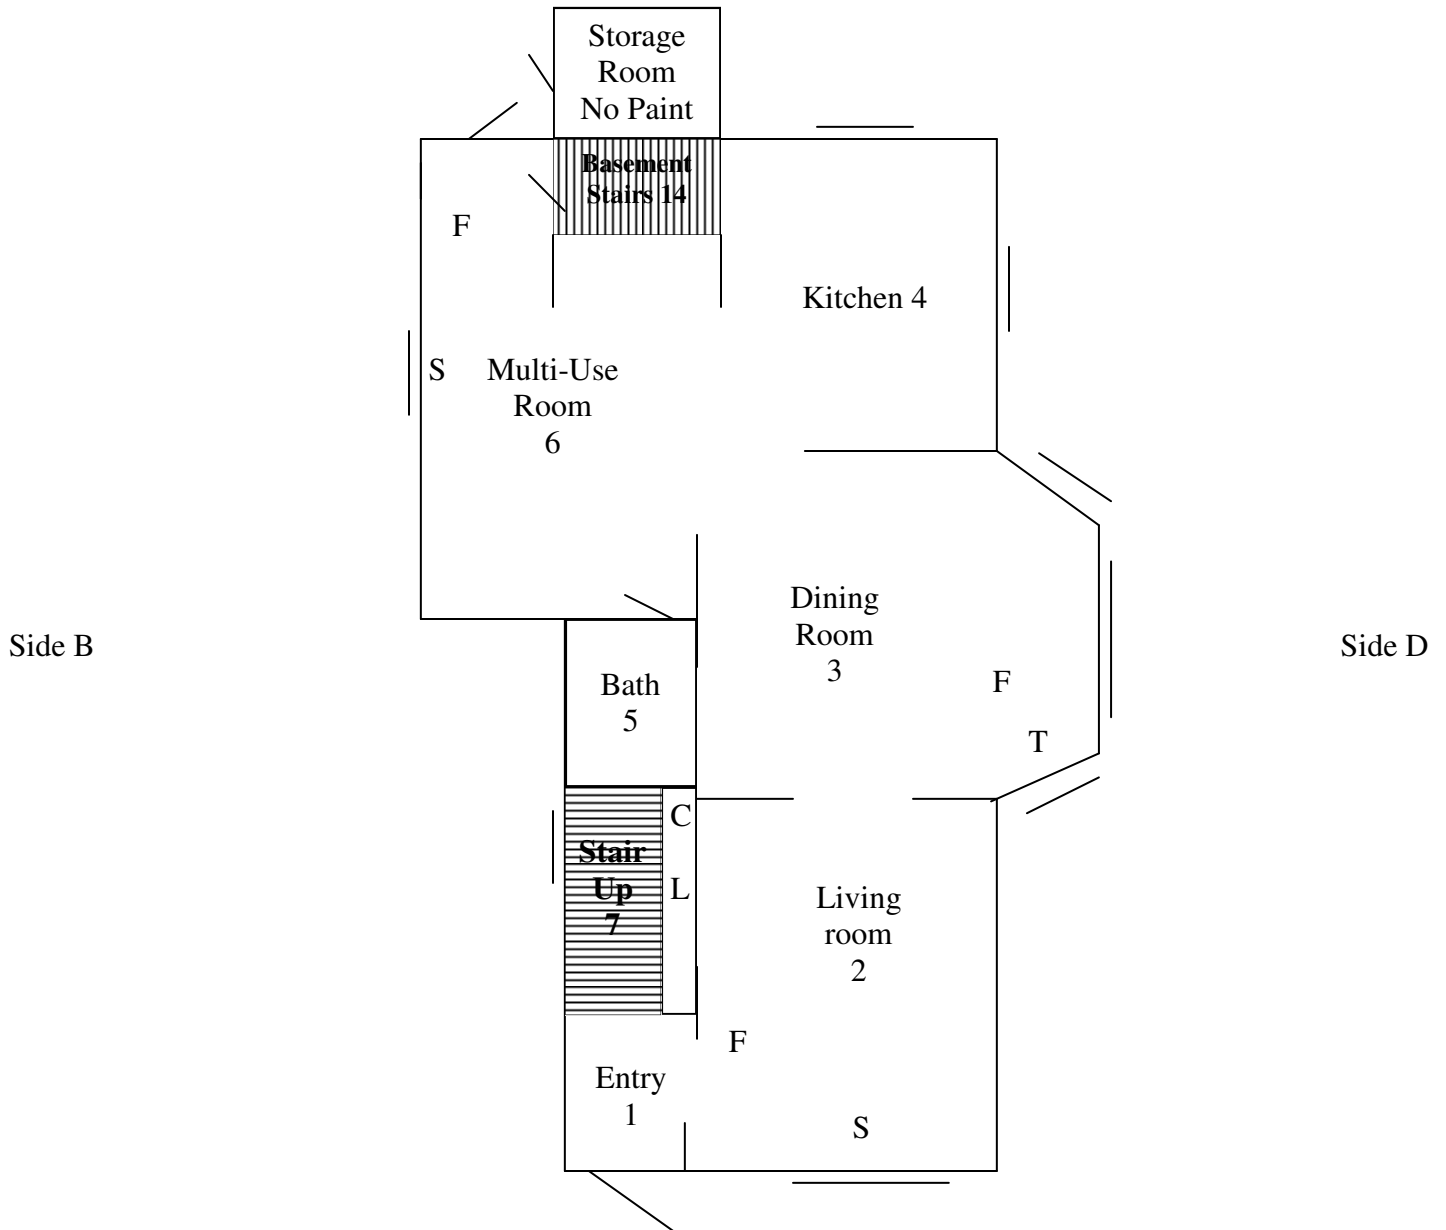 Storage
Room
No Paint
Basement
Stairs 14
F
Kitchen 4
S
Multi-Use
Room
6
Dining
Room
3
Side B
Side D
Bath
5
F
T
C
L
Stair
Up
7
Living
room
2
F
Entry
1
S